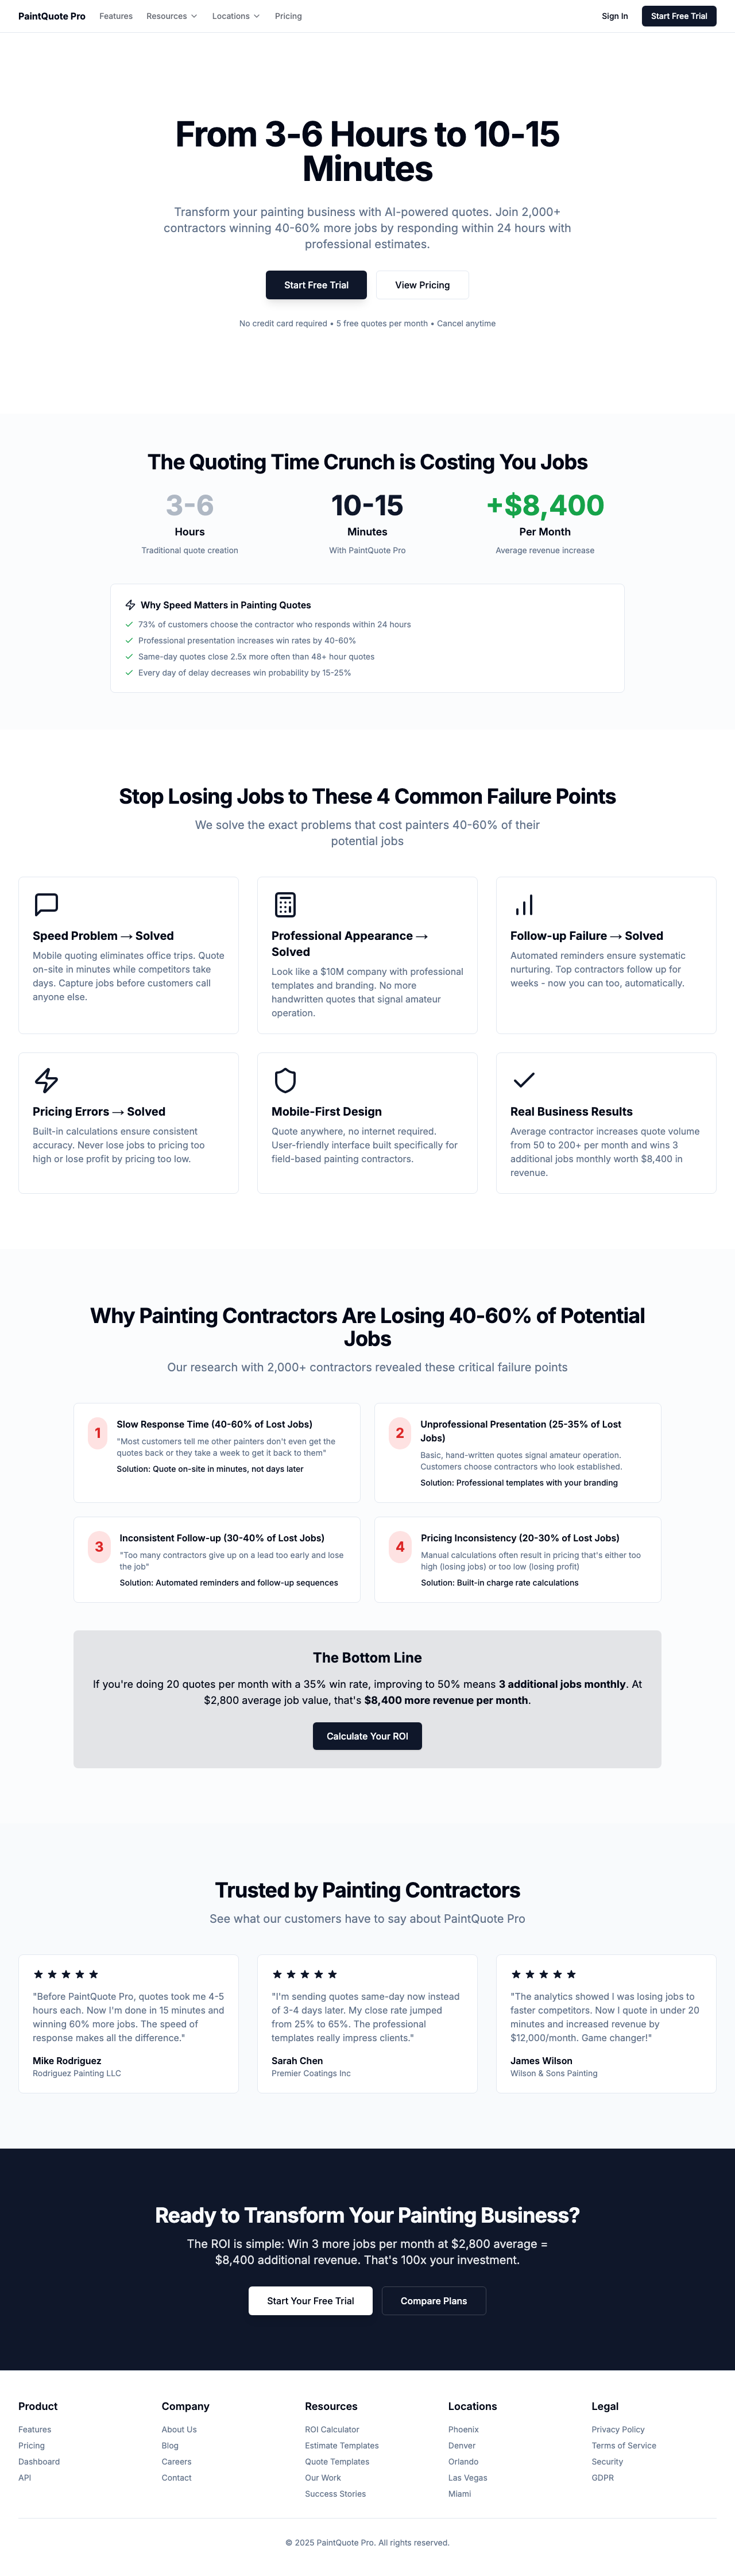 PaintQuote Pro
Features
Resources
Locations
Pricing
Sign In
Start Free Trial
From 3-6 Hours to 10-15
Minutes
Transform your painting business with AI-powered quotes. Join 2,000+
contractors winning 40-60% more jobs by responding within 24 hours with
professional estimates.
Start Free Trial
View Pricing
No credit card required • 5 free quotes per month • Cancel anytime
The Quoting Time Crunch is Costing You Jobs
3-6
Hours
Traditional quote creation
10-15
Minutes
With PaintQuote Pro
+$8,400
Per Month
Average revenue increase
Why Speed Matters in Painting Quotes
73% of customers choose the contractor who responds within 24 hours
Professional presentation increases win rates by 40-60%
Same-day quotes close 2.5x more often than 48+ hour quotes
Every day of delay decreases win probability by 15-25%
Stop Losing Jobs to These 4 Common Failure Points
We solve the exact problems that cost painters 40-60% of their
potential jobs
Speed Problem → Solved
Mobile quoting eliminates office trips. Quote
on-site in minutes while competitors take
days. Capture jobs before customers call
anyone else.
Professional Appearance →
Solved
Look like a $10M company with professional
templates and branding. No more
handwritten quotes that signal amateur
operation.
Follow-up Failure → Solved
Automated reminders ensure systematic
nurturing. Top contractors follow up for
weeks - now you can too, automatically.
Pricing Errors → Solved
Built-in calculations ensure consistent
accuracy. Never lose jobs to pricing too
high or lose profit by pricing too low.
Mobile-First Design
Quote anywhere, no internet required.
User-friendly interface built specifically for
field-based painting contractors.
Real Business Results
Average contractor increases quote volume
from 50 to 200+ per month and wins 3
additional jobs monthly worth $8,400 in
revenue.
Why Painting Contractors Are Losing 40-60% of Potential
Jobs
Our research with 2,000+ contractors revealed these critical failure points
1
Slow Response Time (40-60% of Lost Jobs)
"Most customers tell me other painters don't even get the
quotes back or they take a week to get it back to them"
Solution: Quote on-site in minutes, not days later
2
Unprofessional Presentation (25-35% of Lost
Jobs)
Basic, hand-written quotes signal amateur operation.
Customers choose contractors who look established.
Solution: Professional templates with your branding
3
Inconsistent Follow-up (30-40% of Lost Jobs)
"Too many contractors give up on a lead too early and lose
the job"
Solution: Automated reminders and follow-up sequences
4
Pricing Inconsistency (20-30% of Lost Jobs)
Manual calculations often result in pricing that's either too
high (losing jobs) or too low (losing profit)
Solution: Built-in charge rate calculations
The Bottom Line
If you're doing 20 quotes per month with a 35% win rate, improving to 50% means 3 additional jobs monthly. At
$2,800 average job value, that's $8,400 more revenue per month.
Calculate Your ROI
Trusted by Painting Contractors
See what our customers have to say about PaintQuote Pro
"Before PaintQuote Pro, quotes took me 4-5
hours each. Now I'm done in 15 minutes and
winning 60% more jobs. The speed of
response makes all the difference."
Mike Rodriguez
Rodriguez Painting LLC
"I'm sending quotes same-day now instead
of 3-4 days later. My close rate jumped
from 25% to 65%. The professional
templates really impress clients."
Sarah Chen
Premier Coatings Inc
"The analytics showed I was losing jobs to
faster competitors. Now I quote in under 20
minutes and increased revenue by
$12,000/month. Game changer!"
James Wilson
Wilson & Sons Painting
Ready to Transform Your Painting Business?
The ROI is simple: Win 3 more jobs per month at $2,800 average =
$8,400 additional revenue. That's 100x your investment.
Start Your Free Trial
Compare Plans
Product
Features
Pricing
Dashboard
API
Company
About Us
Blog
Careers
Contact
Resources
ROI Calculator
Estimate Templates
Quote Templates
Our Work
Success Stories
Locations
Phoenix
Denver
Orlando
Las Vegas
Miami
Legal
Privacy Policy
Terms of Service
Security
GDPR
© 2025 PaintQuote Pro. All rights reserved.